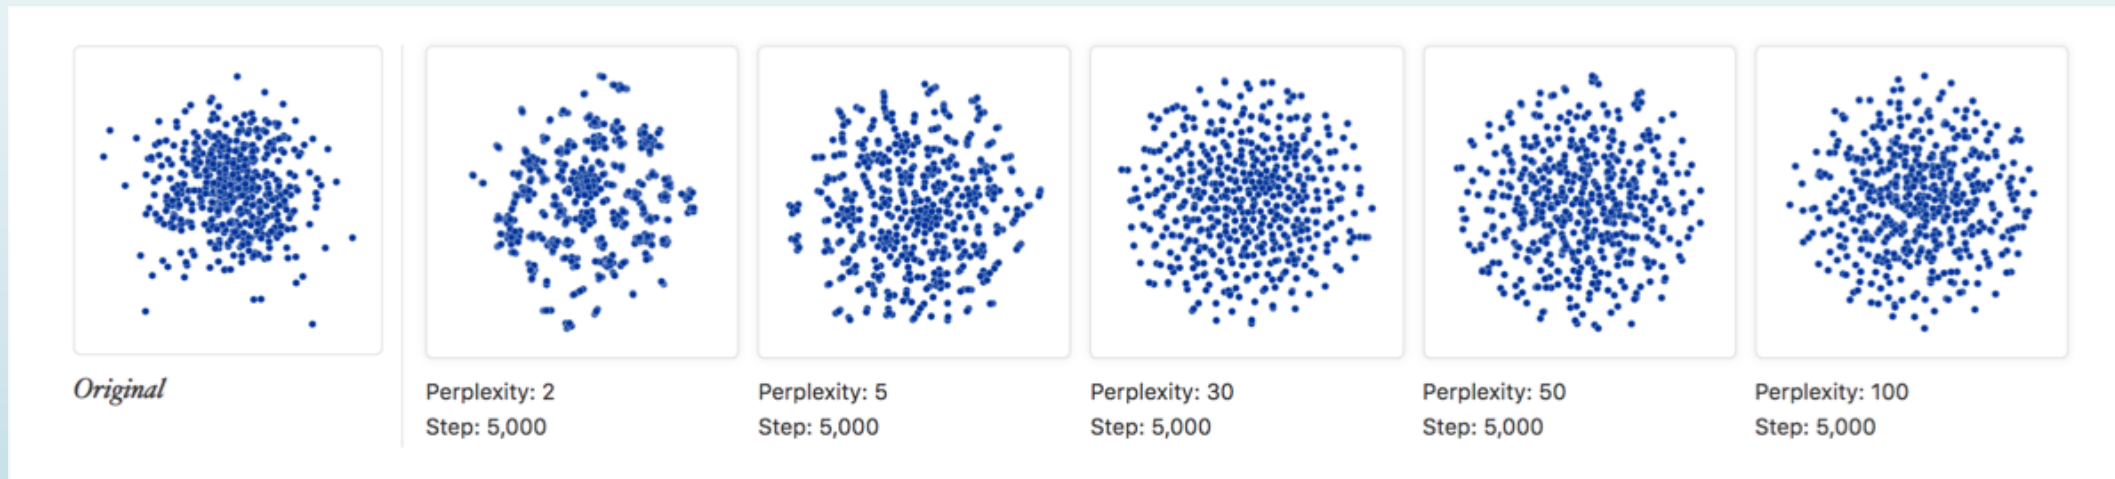 Original
Perplexity: 2
Step: 5,000
Perplexity: 5
Step: 5,000
Perplexity: 30
Step: 5,000
Perplexity: 50
Step: 5,000
Perplexity: 100
Step: 5,000